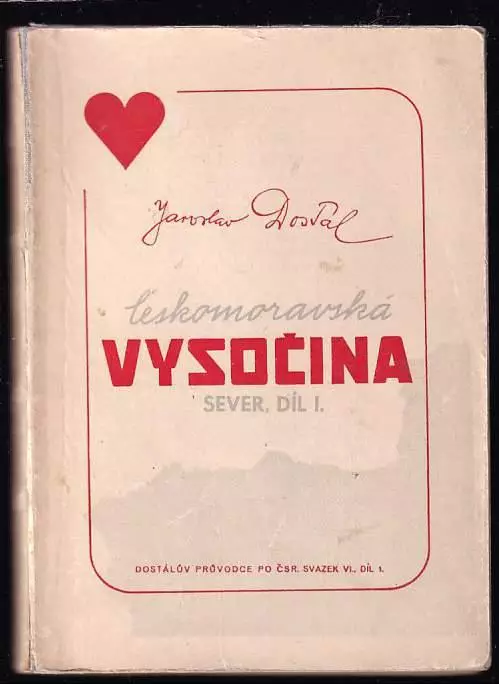 Jaroslav Dostál
Českomoravská
VYSOČINA
SEVER, DÍL I.
DOSTÁLŮV PRŮVODCE PO ČSR. SVAZEK VI., DÍL 1.